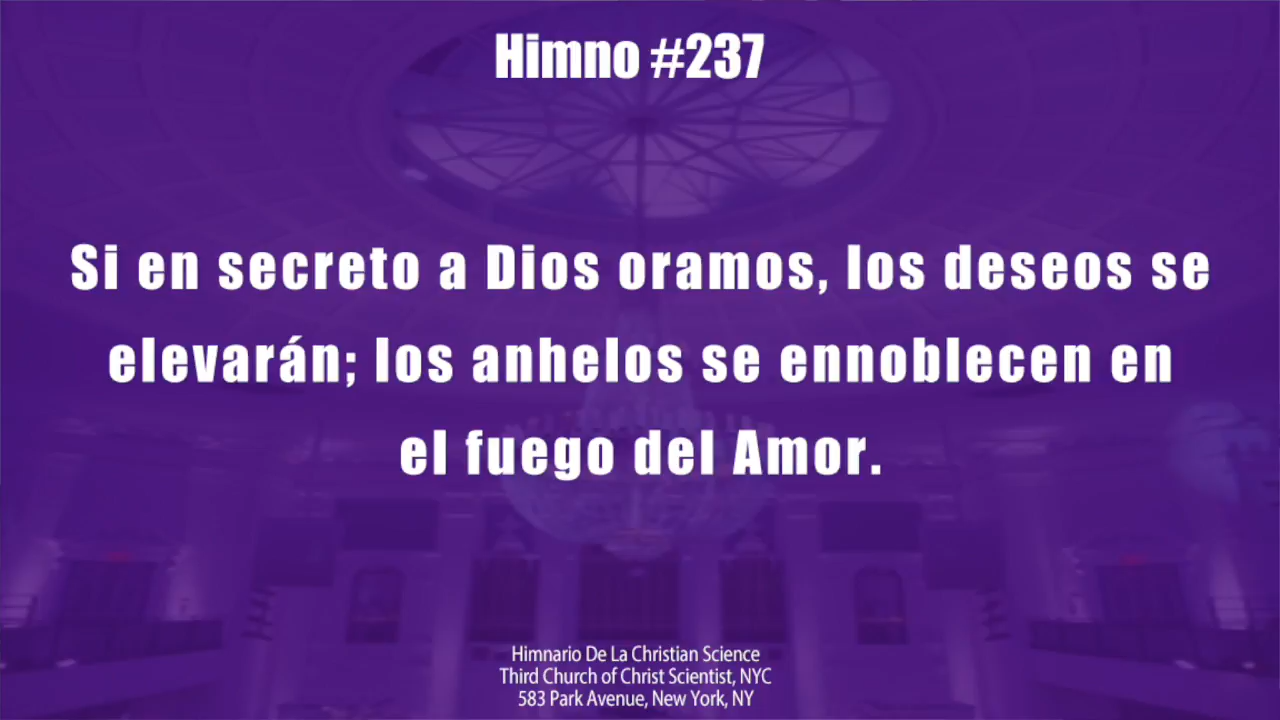 Himno #237
Si en secreto a Dios oramos, los deseos se
elevarán; los anhelos se ennoblecen en
el fuego del Amor.
Himnario De La Christian Science
Third Church of Christ Scientist, NYC
583 Park Avenue, New York, NY